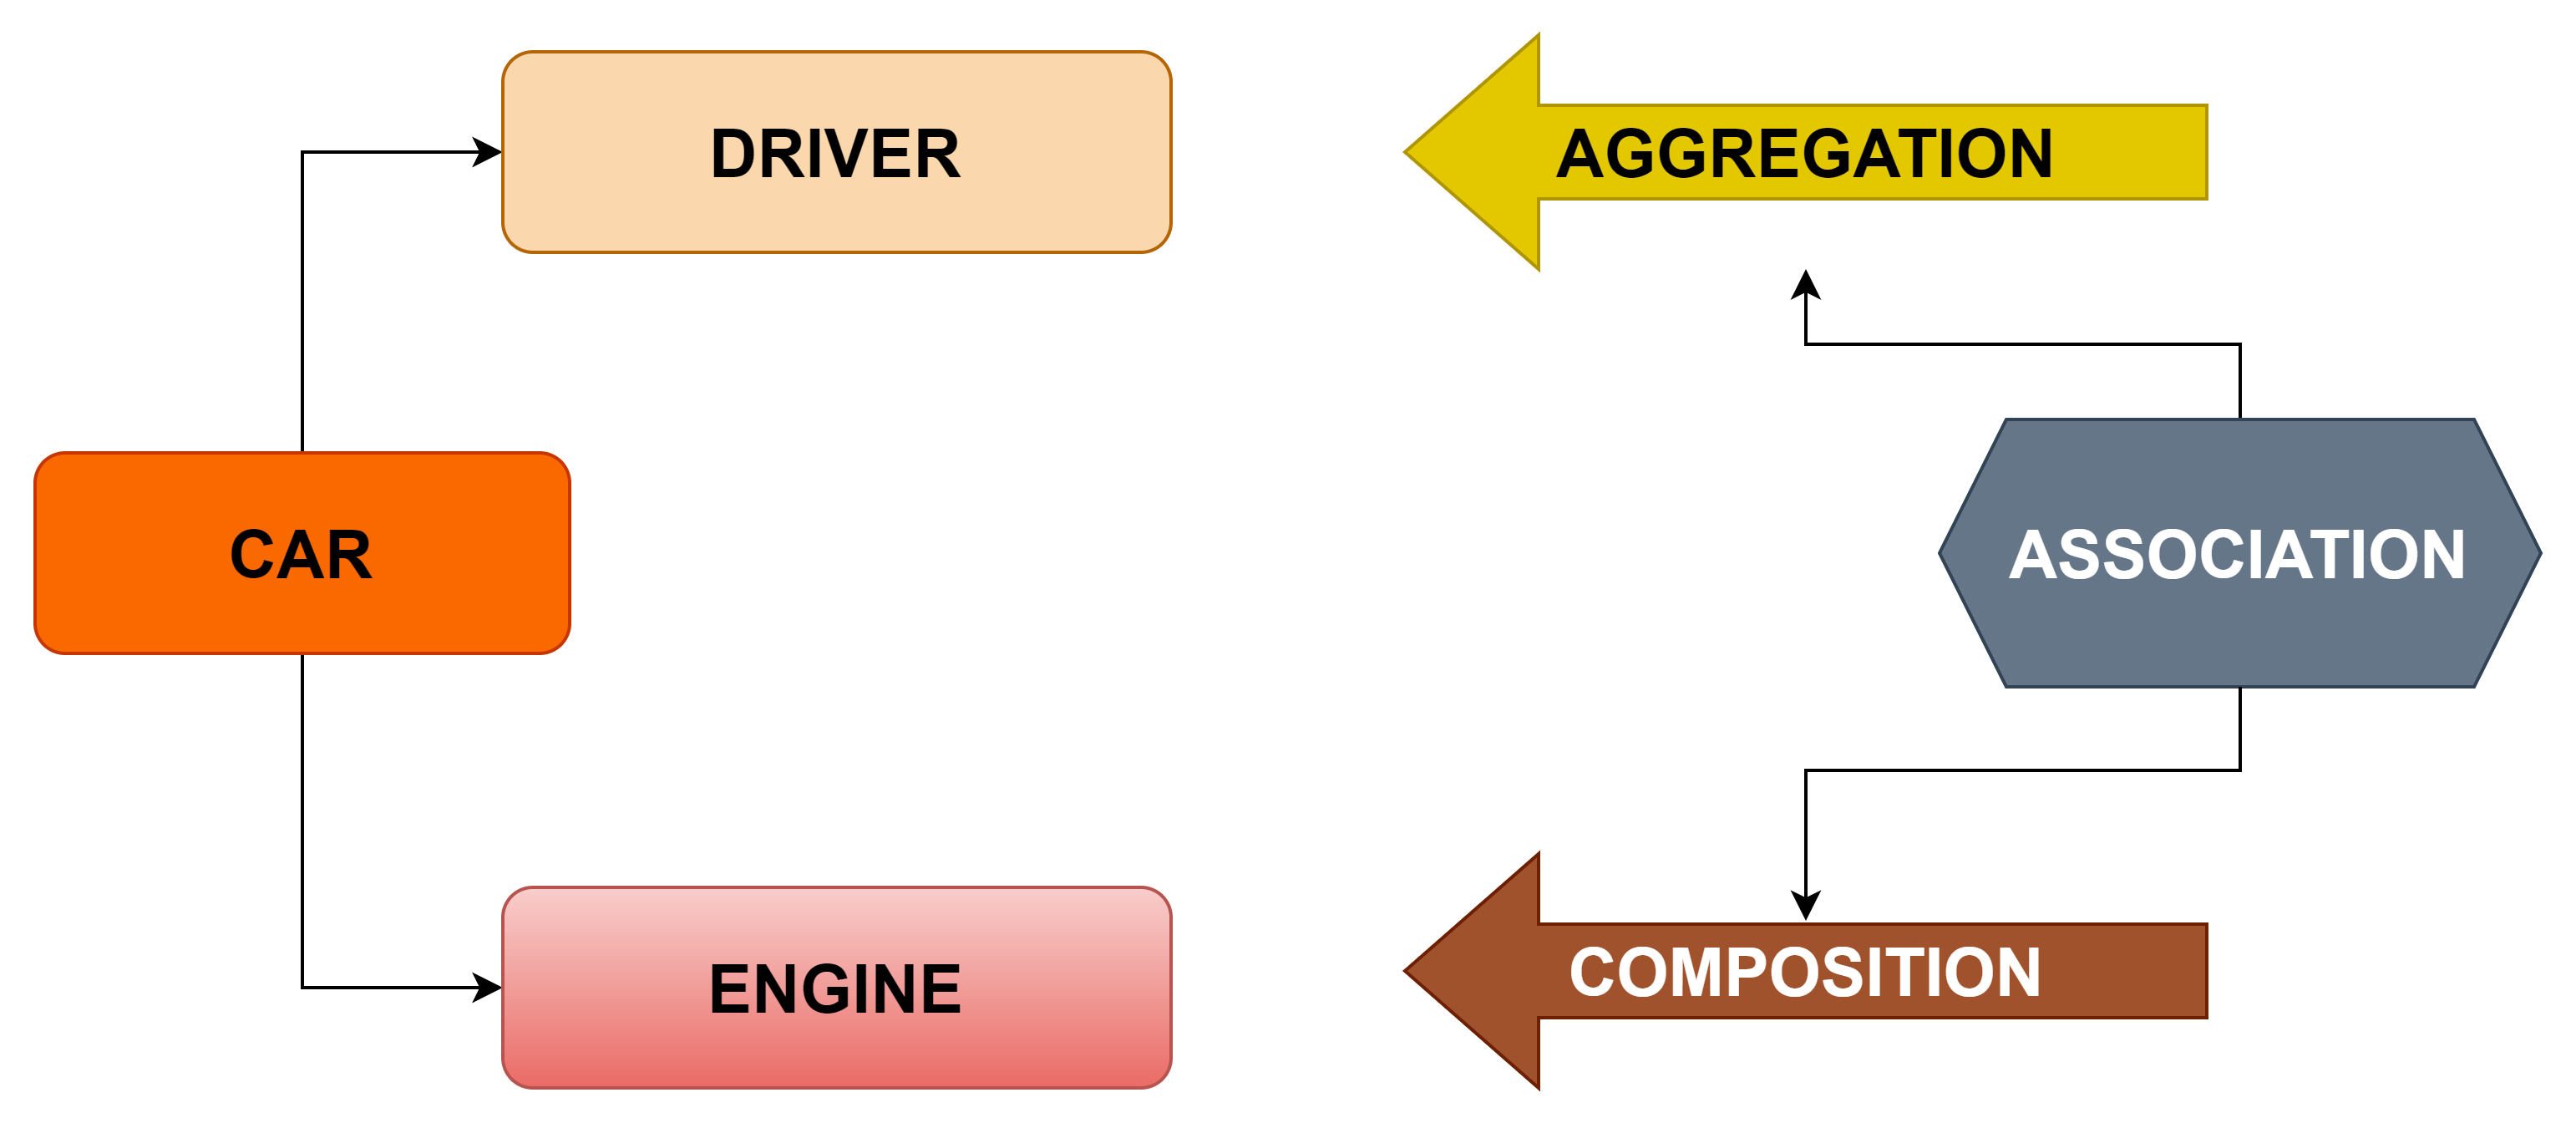 DRIVER
AGGREGATION
CAR
ASSOCIATION
ENGINE
COMPOSITION